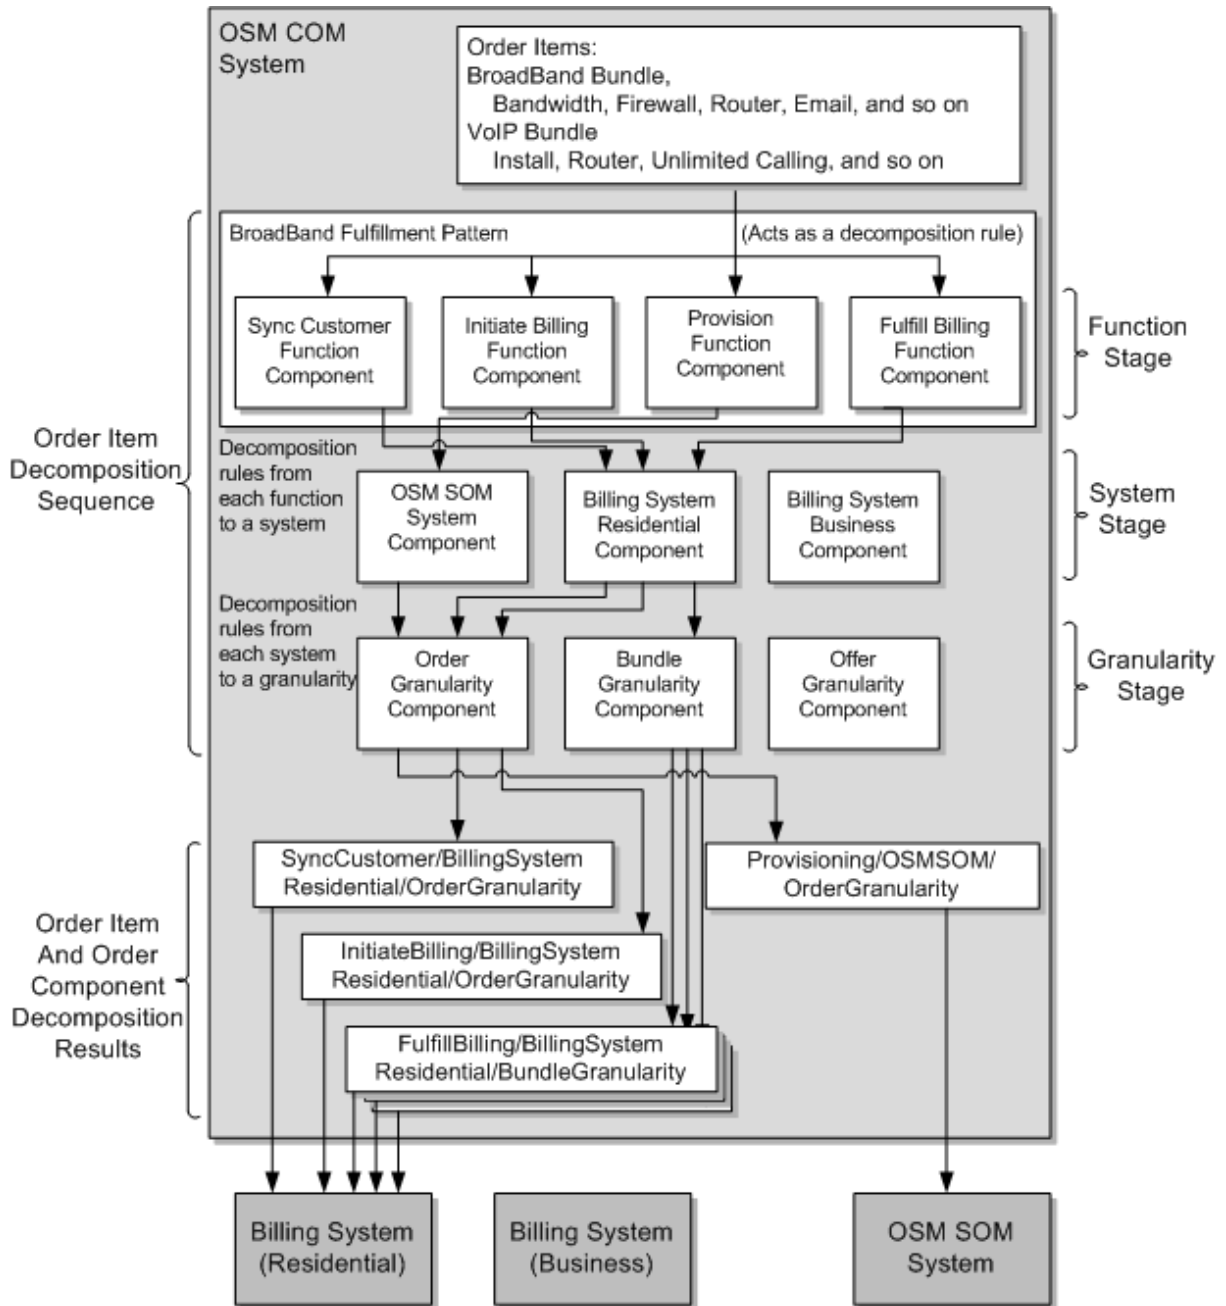 OSM COM
System
Order Items:
BroadBand Bundle,
Bandwidth, Firewall, Router, Email, and so on
VoIP Bundle
Install, Router, Unlimited Calling, and so on
BroadBand Fulfillment Pattern
(Acts as a decomposition rule)
Sync Customer
Function
Component
Initiate Billing
Function
Component
Provision
Function
Component
Fulfill Billing
Function
Component
Function
Stage
Order Item
Decomposition
Sequence
Decomposition
rules from
each function
to a system
OSM SOM
System
Component
Billing System
Residential
Component
Billing System
Business
Component
System
Stage
Decomposition
rules from
each system
to a granularity
Order
Granularity
Component
Bundle
Granularity
Component
Offer
Granularity
Component
Granularity
Stage
SyncCustomer/BillingSystem
Residential/OrderGranularity
Provisioning/OSMSOM/
OrderGranularity
Order Item
And Order
Component
Decomposition
Results
InitiateBilling/BillingSystem
Residential/OrderGranularity
FulfillBilling/BillingSystem
Residential/BundleGranularity
Billing System
(Residential)
Billing System
(Business)
OSM SOM
System